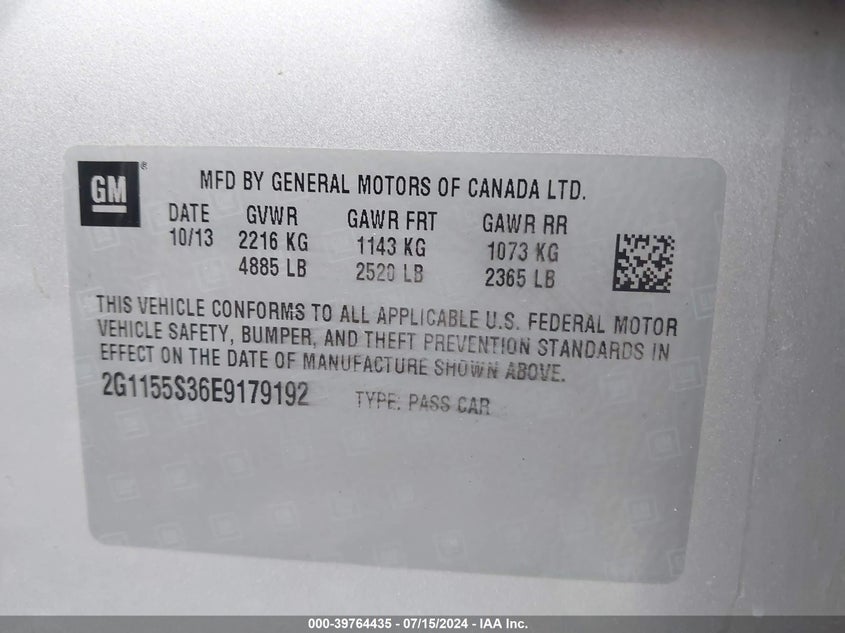 GM®
MFD BY GENERAL MOTORS OF CANADA LTD.
DATE GVWR GAWR FRT GAWR RR
10/13 2216 KG 1143 KG 1073 KG
4885 LB 2520 LB 2365 LB
THIS VEHICLE CONFORMS TO ALL APPLICABLE U.S. FEDERAL MOTOR
VEHICLE SAFETY, BUMPER, AND THEFT PREVENTION STANDARDS IN
EFFECT ON THE DATE OF MANUFACTURE SHOWN ABOVE.
2G1155S36E9179192 TYPE: PASS CAR
000-39764435 - 07/15/2024 - IAA Inc.